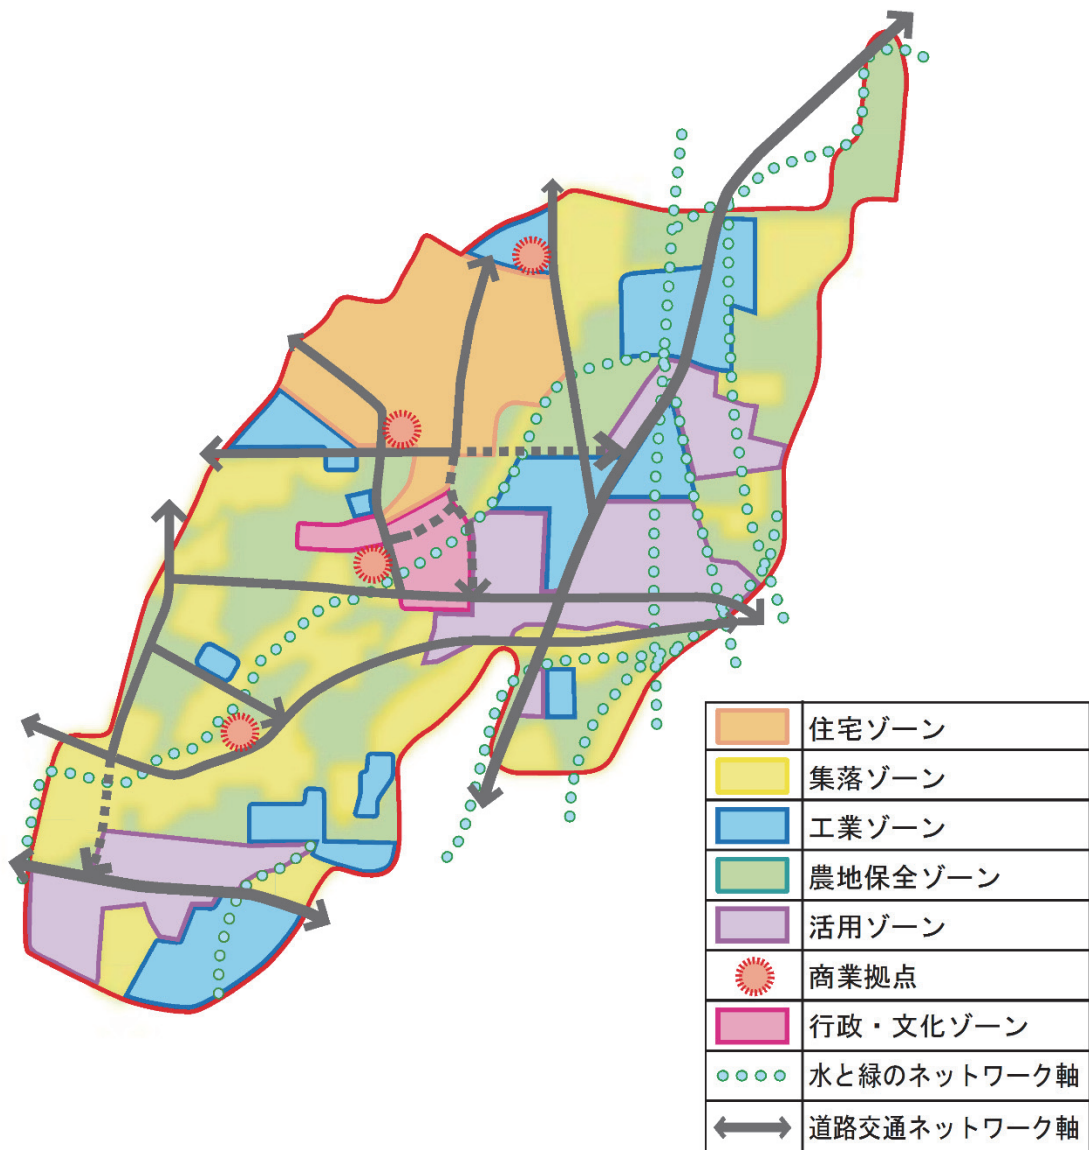 住宅ゾーン
集落ゾーン
工業ゾーン
農地保全ゾーン
活用ゾーン
商業拠点
行政・文化ゾーン
水と緑のネットワーク軸
道路交通ネットワーク軸